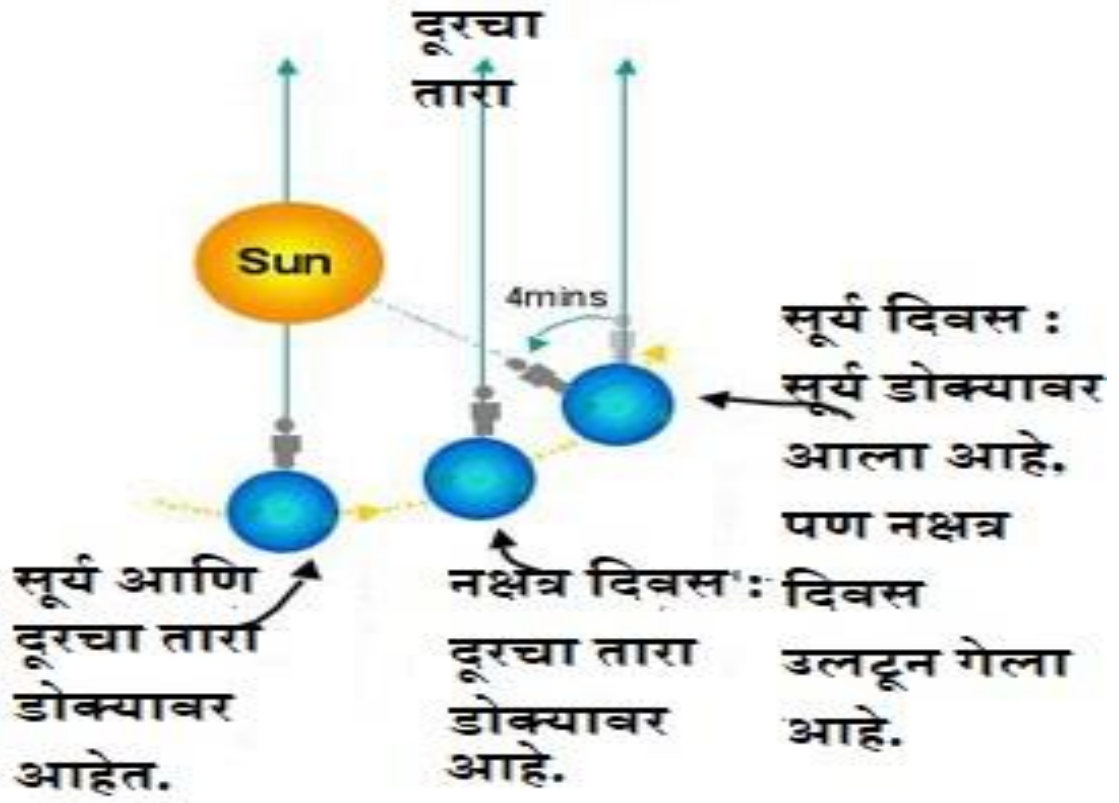 दूरचा
तारा
Sun
4mins
सूर्य दिवस :
सूर्य डोक्यावर
आला आहे.
पण नक्षत्र
दिवस
उलटून गेला
आहे.
सूर्य आणि
दूरचा तारा
डोक्यावर
आहेत.
नक्षत्र दिवस :
दूरचा तारा
डोक्यावर
आहे.